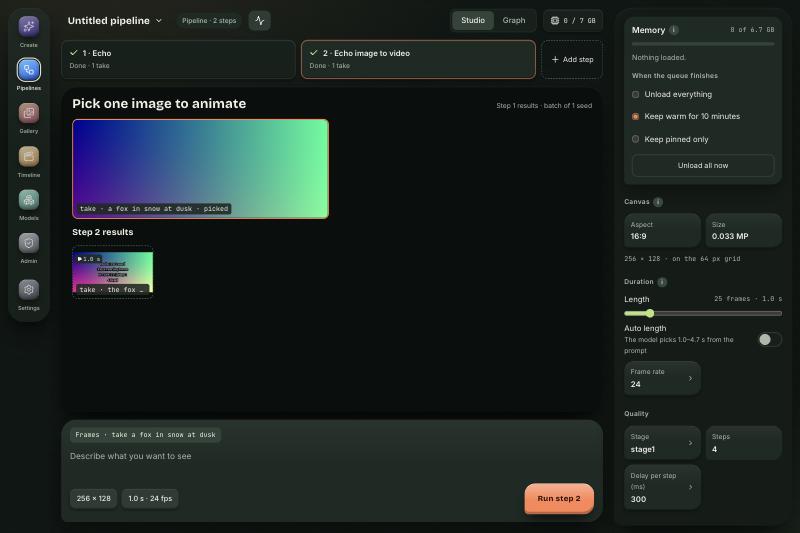 Untitled pipeline
Pipeline · 2 steps
Studio
Graph
0 / 7 GB
Create
Pipelines
Gallery
Timeline
Models
Admin
Settings
1 · Echo
Done · 1 take
2 · Echo image to video
Done · 1 take
Add step
Pick one image to animate
Step 1 results · batch of 1 seed
take · a fox in snow at dusk · picked
Step 2 results
1.0 s
take · the fox …
Frames · take a fox in snow at dusk
Describe what you want to see
256 × 128
1.0 s · 24 fps
Run step 2
Memory
0 of 6.7 GB
Nothing loaded.
When the queue finishes
Unload everything
Keep warm for 10 minutes
Keep pinned only
Unload all now
Canvas
Aspect
16:9
Size
0.033 MP
256 × 128 · on the 64 px grid
Duration
Length
25 frames · 1.0 s
Auto length
The model picks 1.0–4.7 s from the
prompt
Frame rate
24
Quality
Stage
stage1
Steps
4
Delay per step
(ms)
300